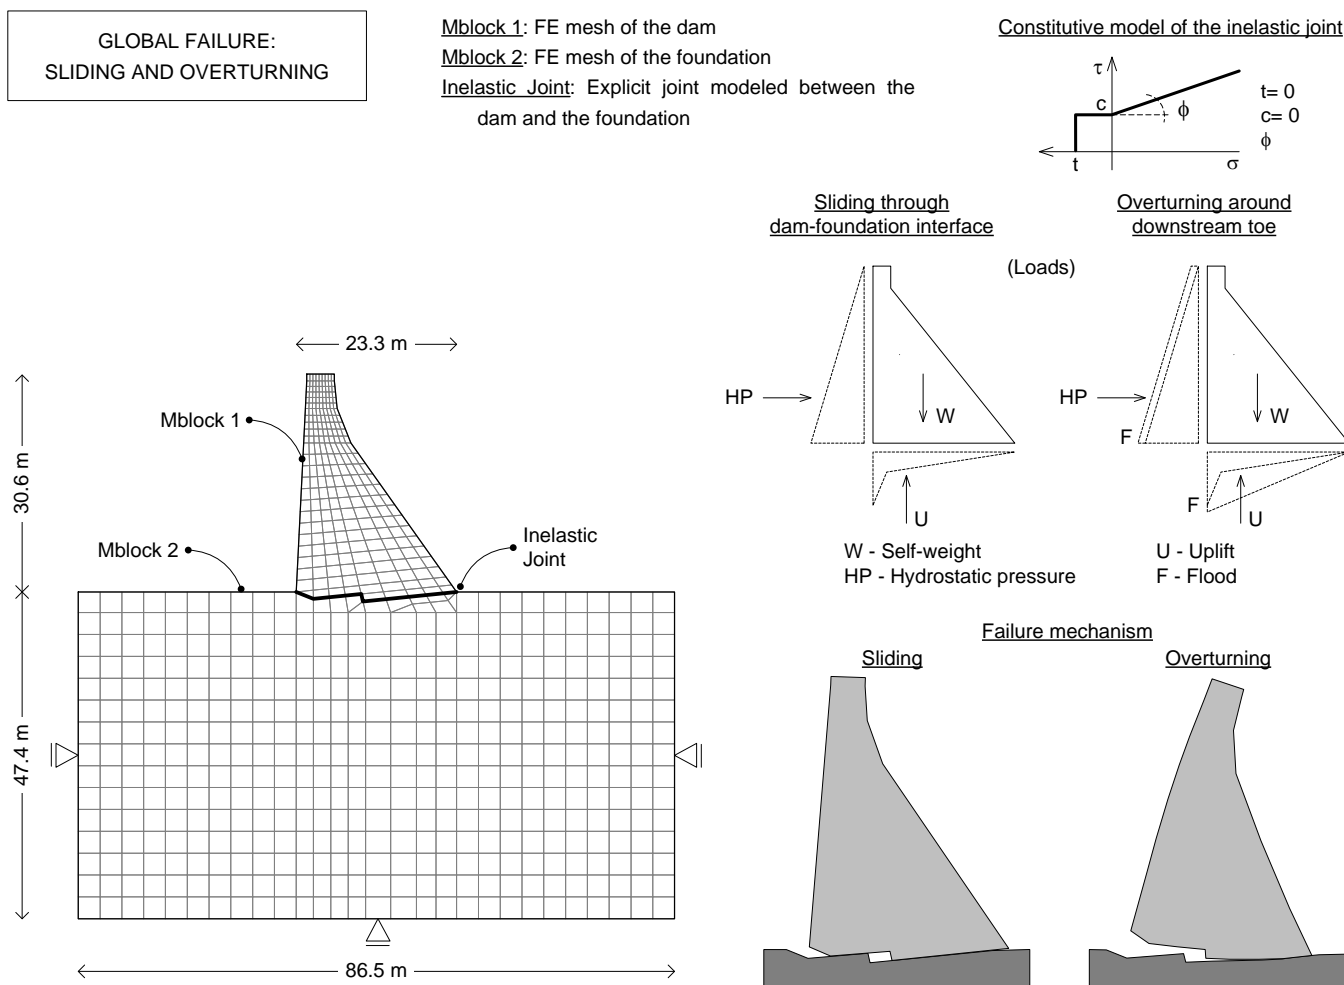 GLOBAL FAILURE:
SLIDING AND OVERTURNING
Mblock 1: FE mesh of the dam
Mblock 2: FE mesh of the foundation
Inelastic Joint: Explicit joint modeled between the
dam and the foundation
Constitutive model of the inelastic joint
τ
c
ϕ
t
σ
t= 0
c= 0
ϕ
Sliding through
dam-foundation interface
Overturning around
downstream toe
(Loads)
HP
W
U
HP
F
W
F
U
W - Self-weight
HP - Hydrostatic pressure
U - Uplift
F - Flood
23.3 m
30.6 m
47.4 m
86.5 m
Mblock 1
Mblock 2
Inelastic
Joint
Failure mechanism
Sliding
Overturning